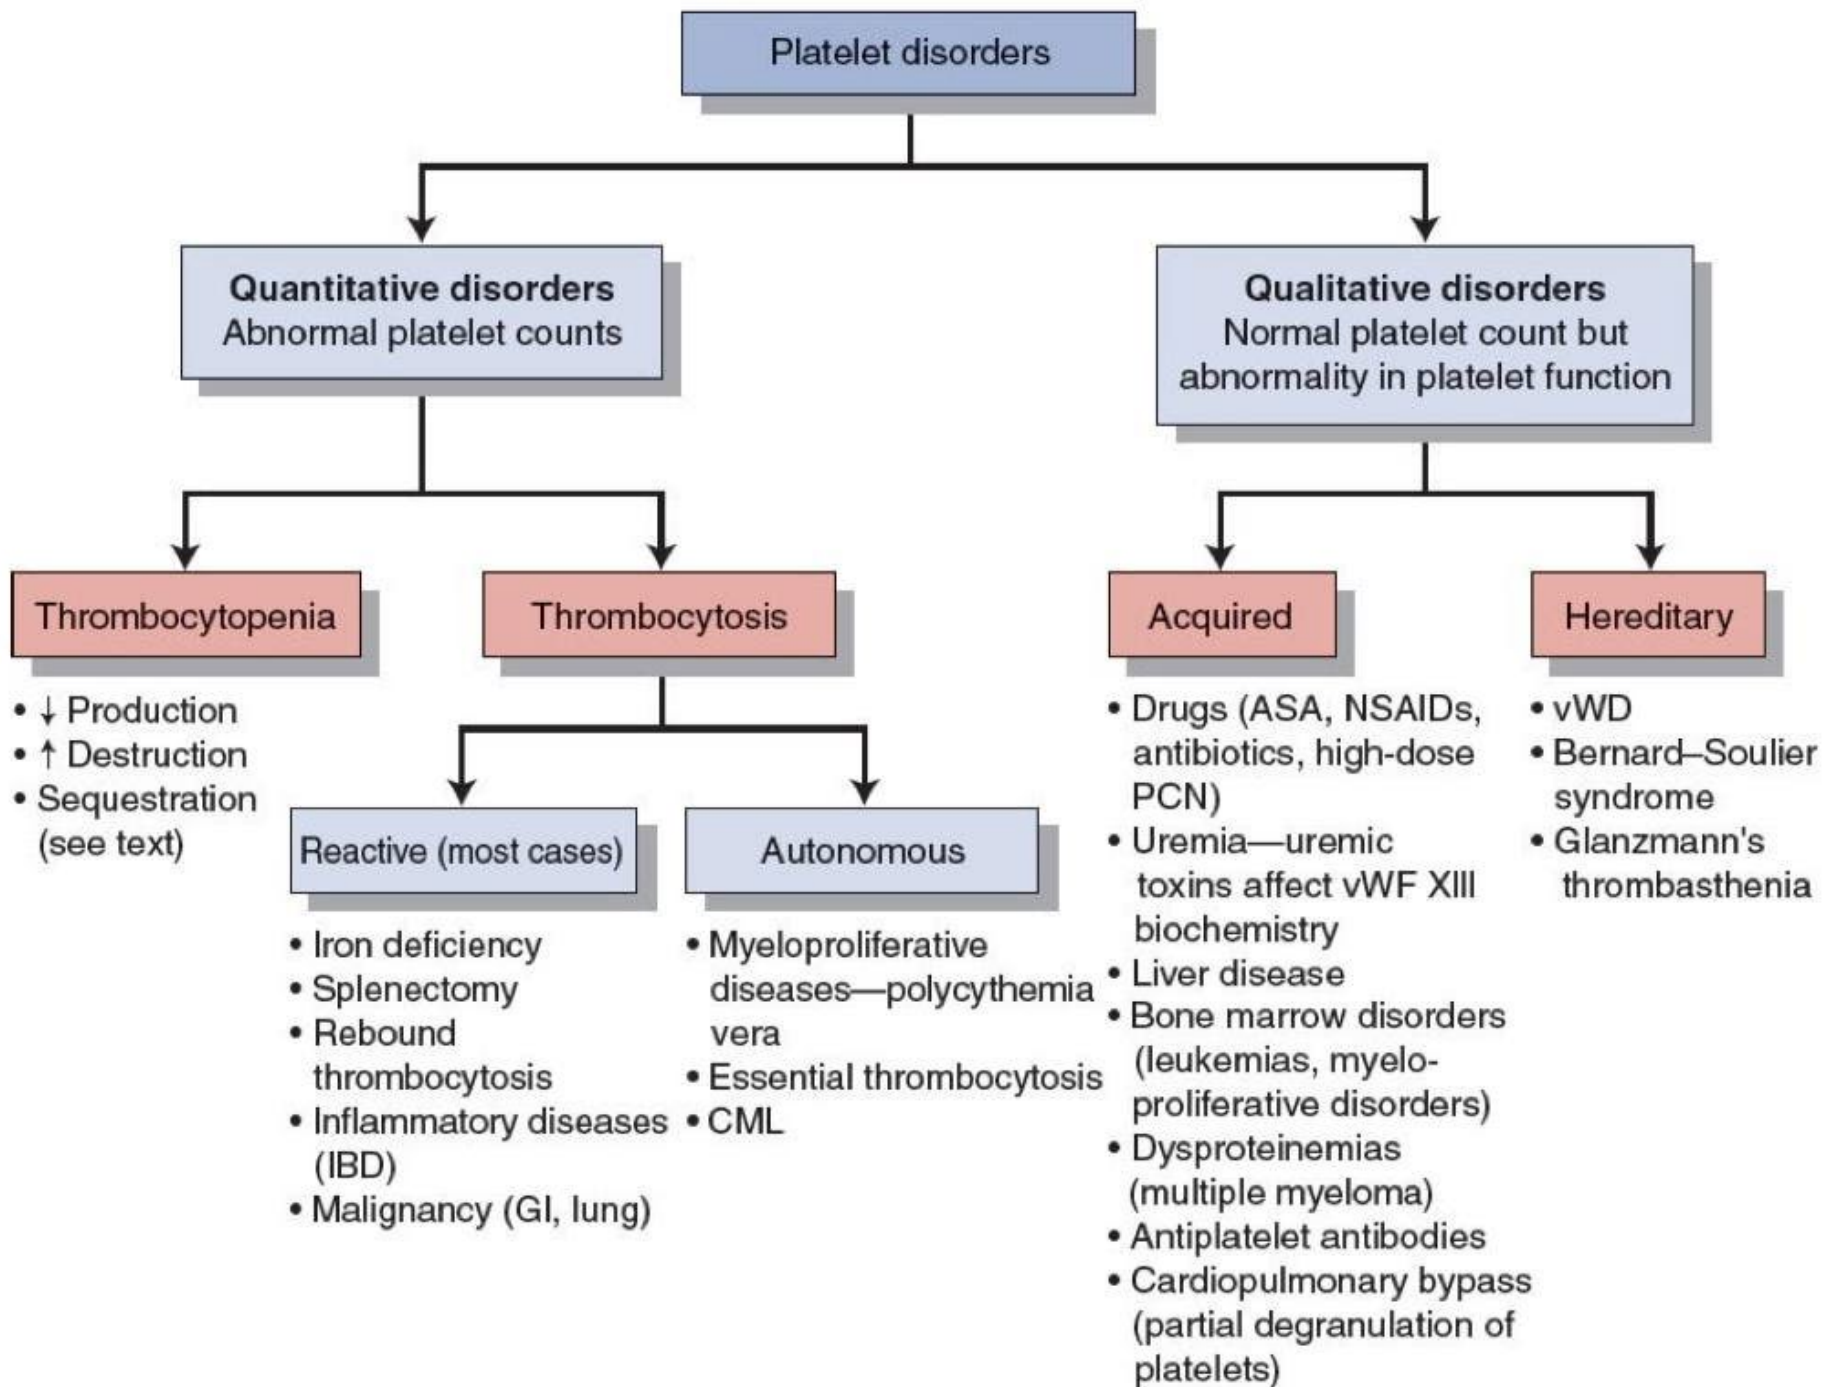 Platelet disorders
Quantitative disorders
Abnormal platelet counts
Qualitative disorders
Normal platelet count but
abnormality in platelet function
Thrombocytopenia
• ↓ Production
• ↑ Destruction
• Sequestration
(see text)
Thrombocytosis
Reactive (most cases)
• Iron deficiency
• Splenectomy
• Rebound
thrombocytosis
• Inflammatory diseases
(IBD)
• Malignancy (GI, lung)
Autonomous
• Myeloproliferative
diseases—polycythemia
vera
• Essential thrombocytosis
• CML
Acquired
• Drugs (ASA, NSAIDs,
antibiotics, high-dose
PCN)
• Uremia—uremic
toxins affect vWF XIII
biochemistry
• Liver disease
• Bone marrow disorders
(leukemias, myelo-
proliferative disorders)
• Dysproteinemias
(multiple myeloma)
• Antiplatelet antibodies
• Cardiopulmonary bypass
(partial degranulation of
platelets)
Hereditary
• vWD
• Bernard–Soulier
syndrome
• Glanzmann's
thrombasthenia